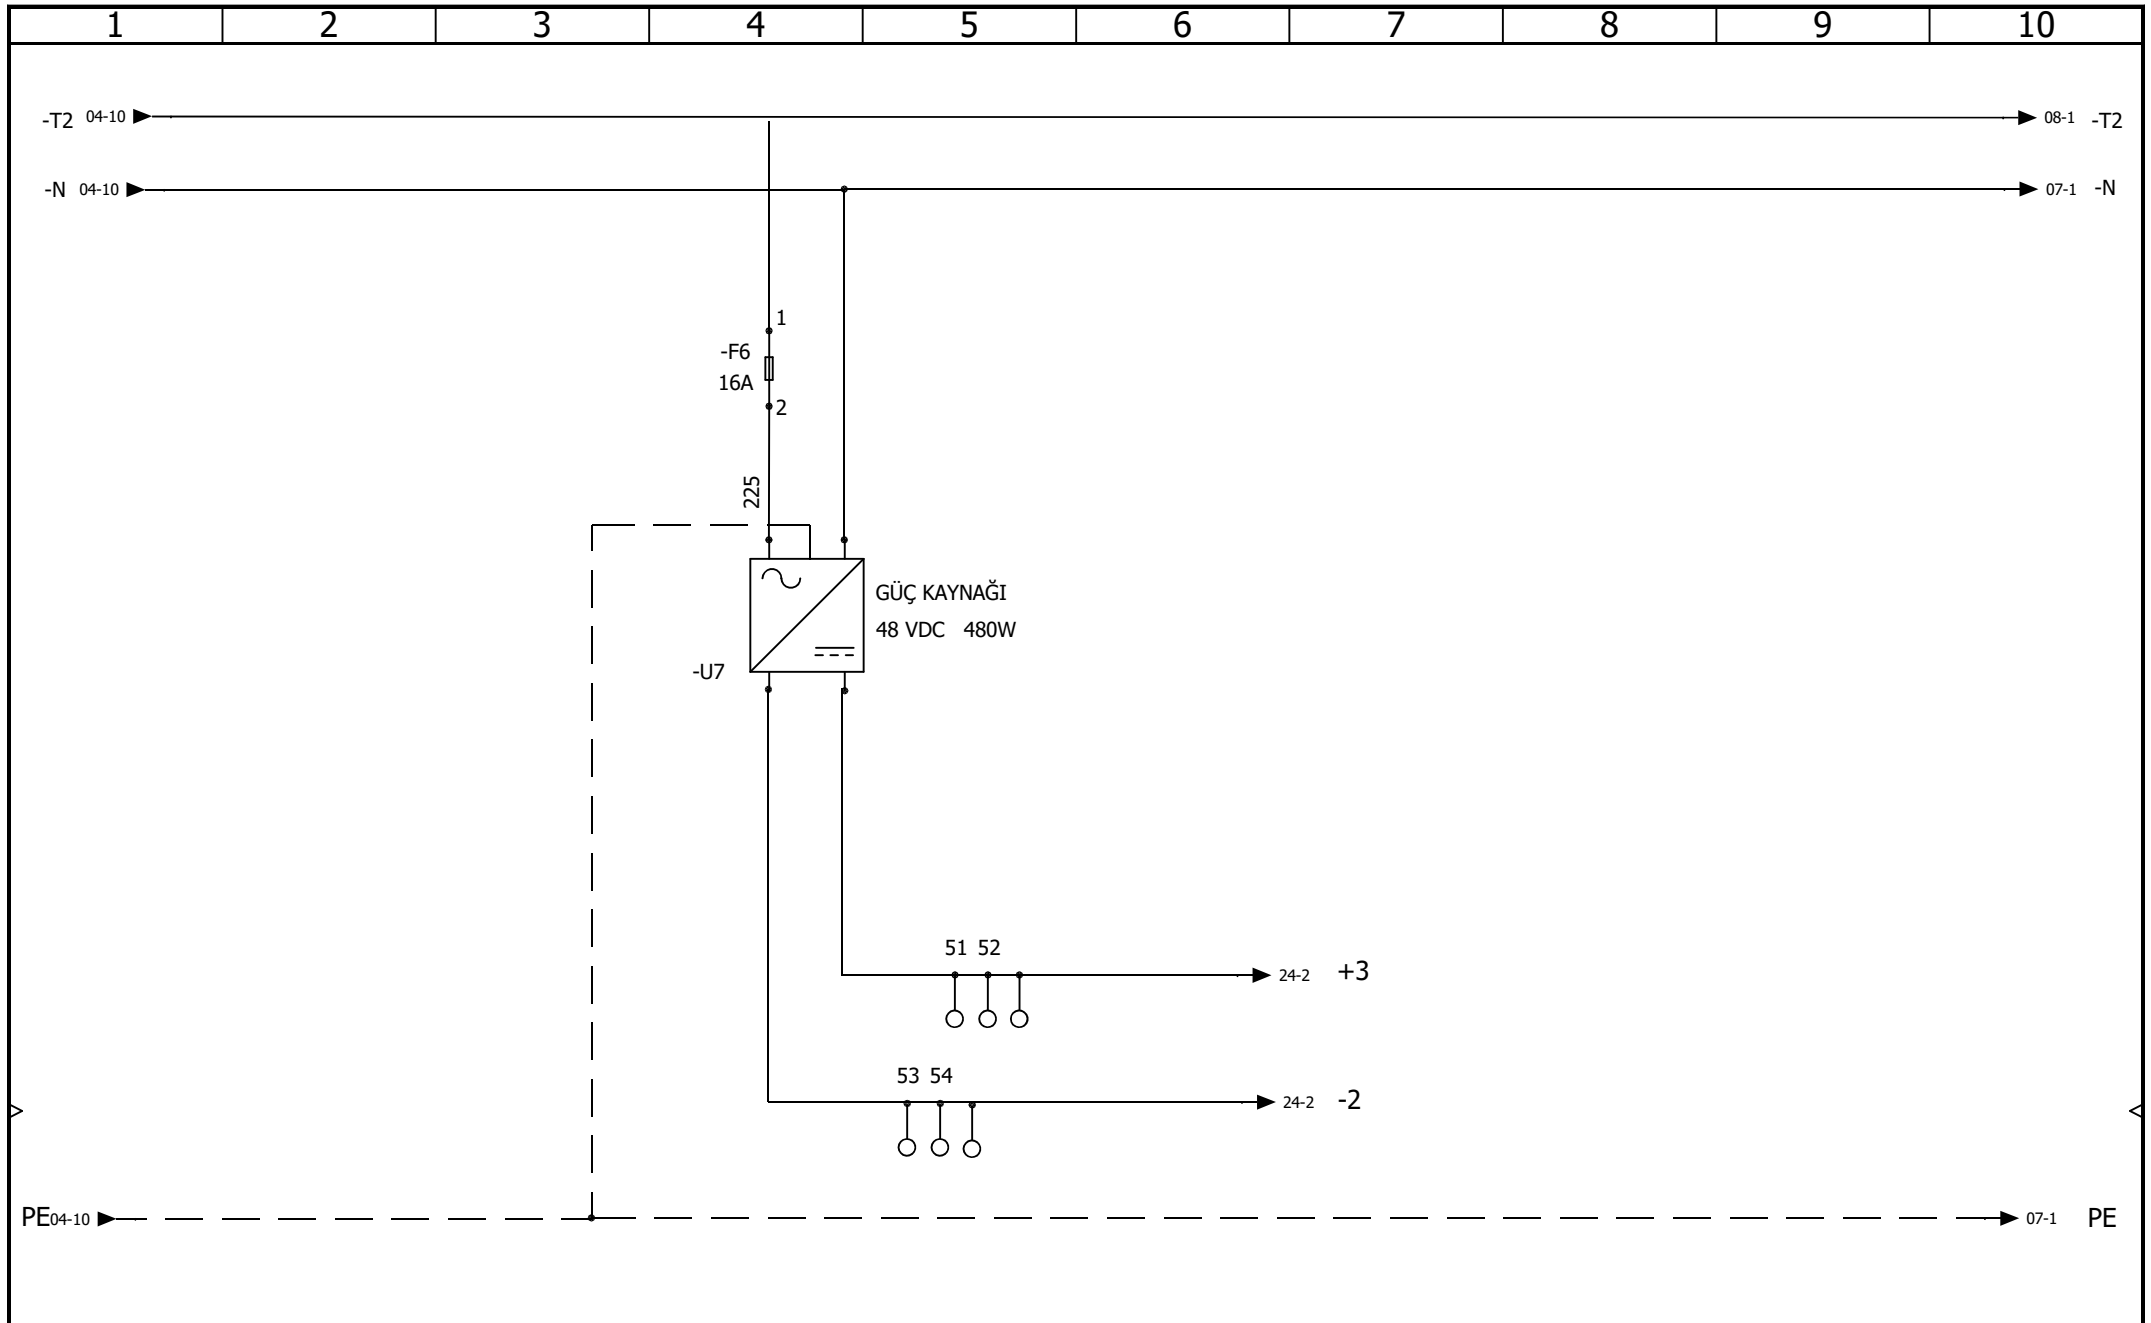 1 2 3 4 5 6 7 8 9 10
-T2 04-10 08-1 -T2
-N 04-10 07-1 -N
1
-F6
16A
2
225
GÜÇ KAYNAĞI
48 VDC 480W
-U7
51 52
24-2 +3
53 54
24-2 -2
PE 04-10 07-1 PE